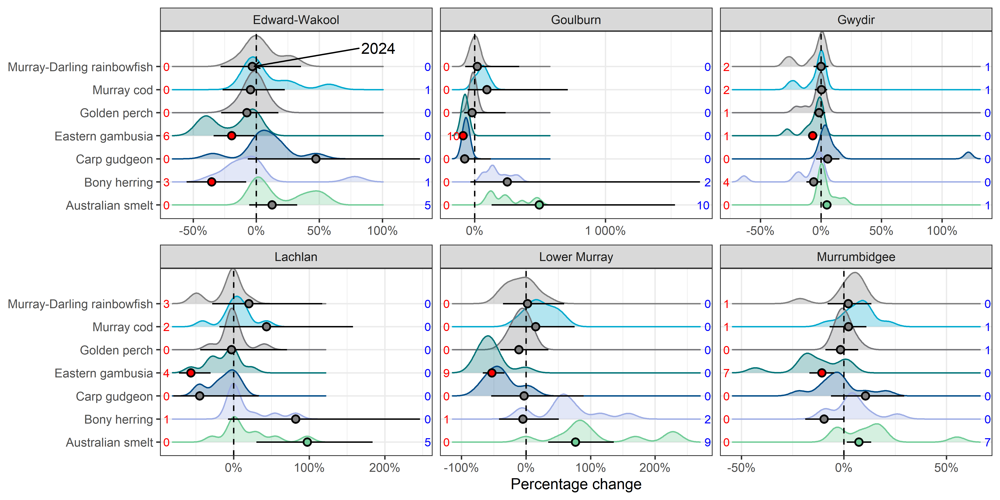 Edward-Wakool Goulburn Gwydir
2024
Murray-Darling rainbowfish 0 0 0 0 2 1
Murray cod 0 1 0 0 2 1
Golden perch 0 0 0 0 1 0
Eastern gambusia 6 0 10 0 1 0
Carp gudgeon 0 0 0 0 0 0
Bony herring 3 1 0 2 4 0
Australian smelt 0 5 0 10 0 1
-50% 0% 50% 100% 0% 1 000% -50% 0% 50% 100%
Lachlan Lower Murray Murrumbidgee
Murray-Darling rainbowfish 3 0 0 0 1 0
Murray cod 2 0 0 0 1 1
Golden perch 0 0 0 0 0 1
Eastern gambusia 4 0 9 0 7 0
Carp gudgeon 0 0 0 0 0 0
Bony herring 1 0 1 2 0 0
Australian smelt 0 5 0 9 0 7
0% 100% 200% -100% 0% 100% 200% -50% 0% 50%
Percentage change